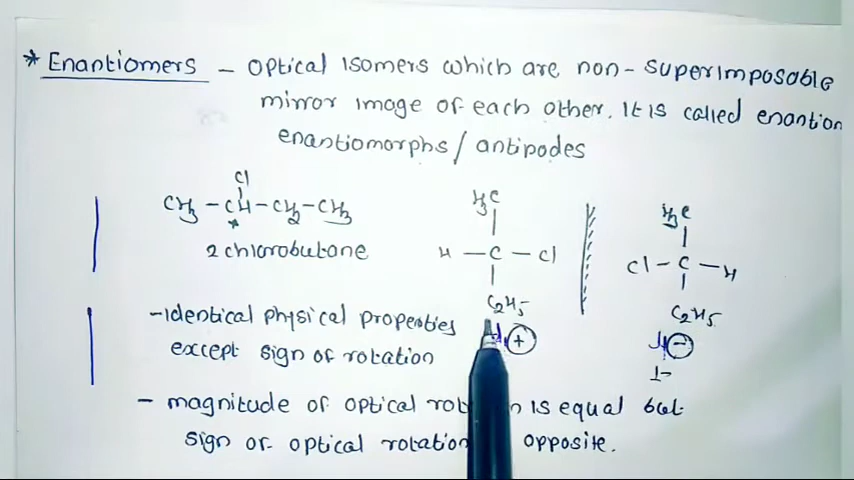 * Enantiomers - optical isomers which are non-superimposable
mirror image of each other. It is called enantiom
enantiomorphs / antipodes
Cl
CH3 - CH - CH2 - CH3
*
2 chlorobutane
H3C
H - C - Cl
C2H5
+
H3C
Cl - C - H
C2H5
-
- identical physical properties
except sign of rotation
- magnitude of optical is equal but
sign of optical rotation opposite.